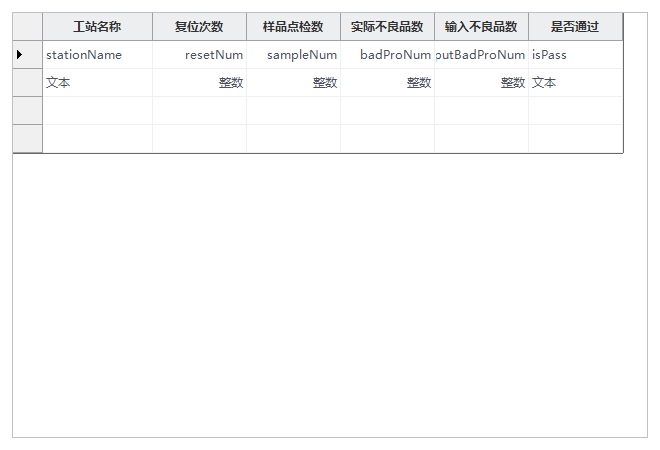 工站名称 复位次数 样品点检数 实际不良品数 输入不良品数 是否通过
stationName resetNum sampleNum badProNum putBadProNum isPass
文本 整数 整数 整数 整数 文本